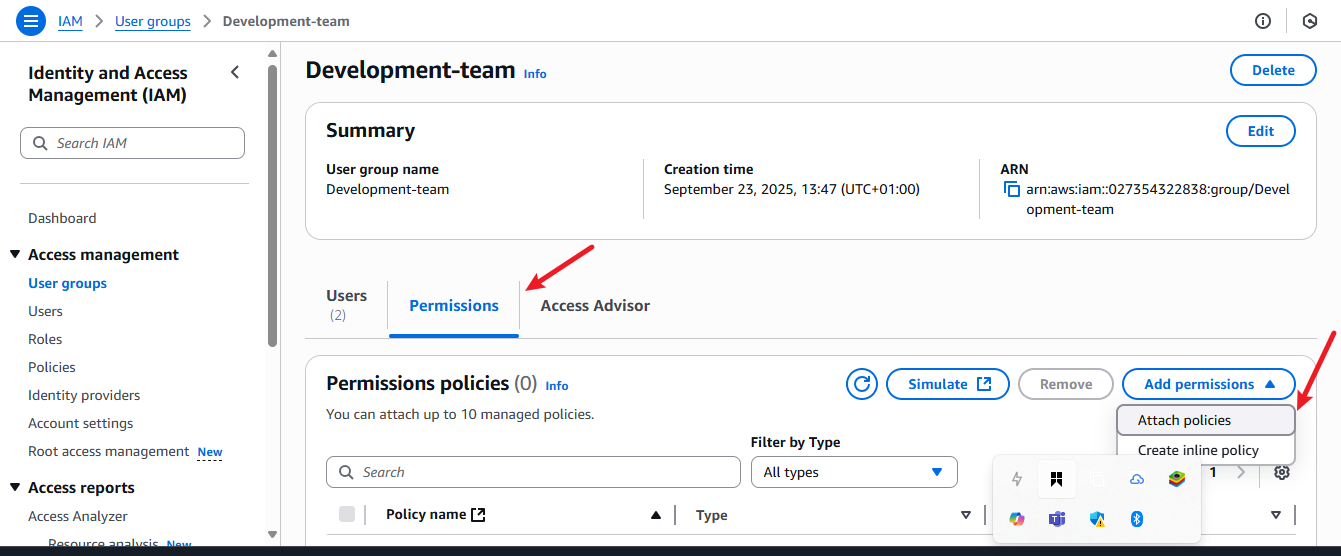 IAM > User groups > Development-team
Identity and Access
Management (IAM)
Search IAM
Dashboard
Access management
User groups
Users
Roles
Policies
Identity providers
Account settings
Root access management New
Access reports
Access Analyzer
Resource analysis New
Development-team Info
Delete
Summary
Edit
User group name
Development-team
Creation time
September 23, 2025, 13:47 (UTC+01:00)
ARN
arn:aws:iam::027354322838:group/Devel
opment-team
Users
(2)
Permissions
Access Advisor
Permissions policies (0) Info
Simulate
Remove
Add permissions
You can attach up to 10 managed policies.
Attach policies
Create inline policy
Filter by Type
Search
All types
1
Policy name
Type